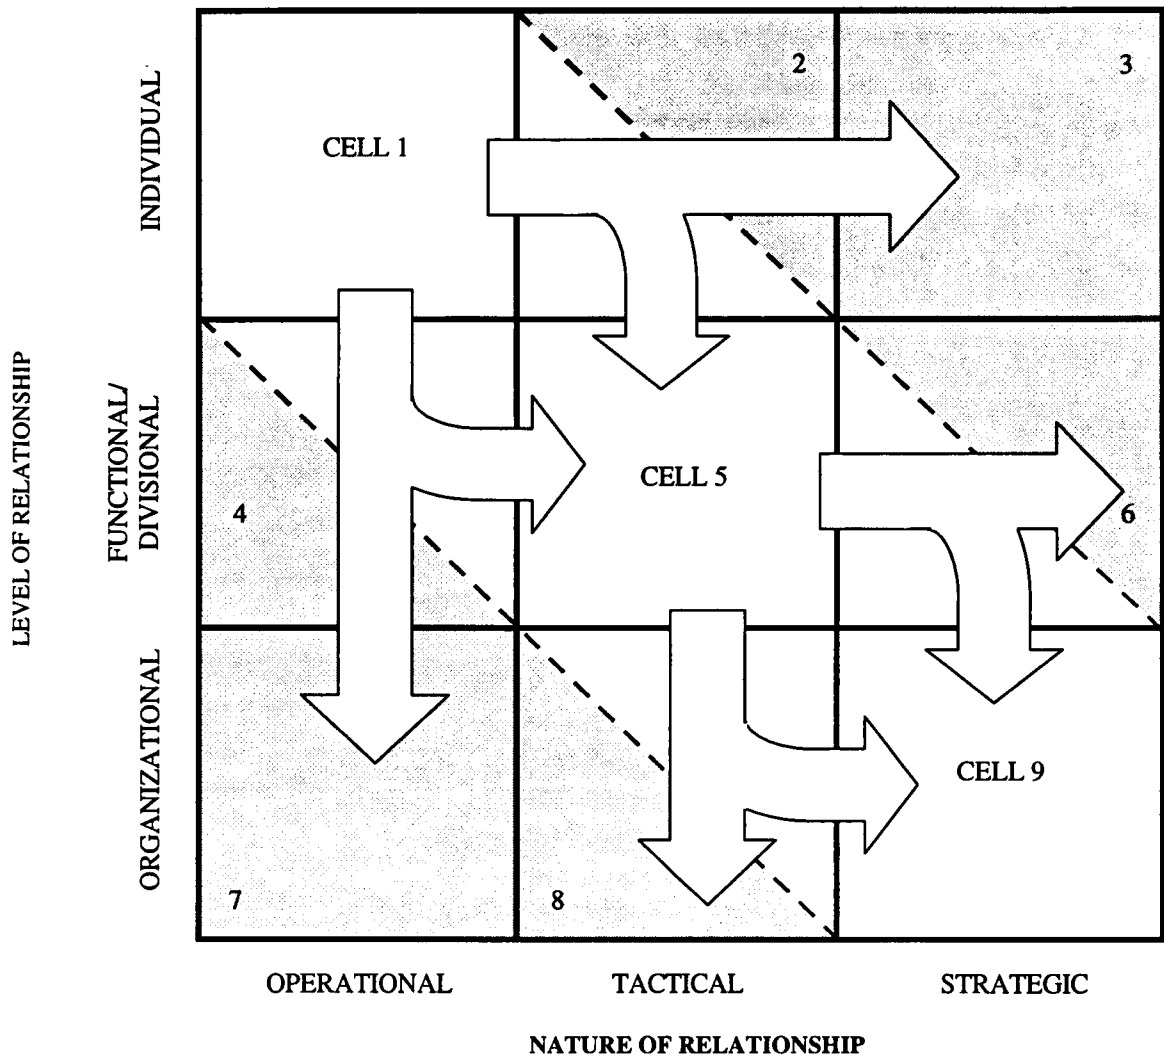 2
3
INDIVIDUAL
CELL 1
LEVEL OF RELATIONSHIP
FUNCTIONAL/
DIVISIONAL
CELL 5
4
6
ORGANIZATIONAL
CELL 9
7
8
OPERATIONAL
TACTICAL
STRATEGIC
NATURE OF RELATIONSHIP